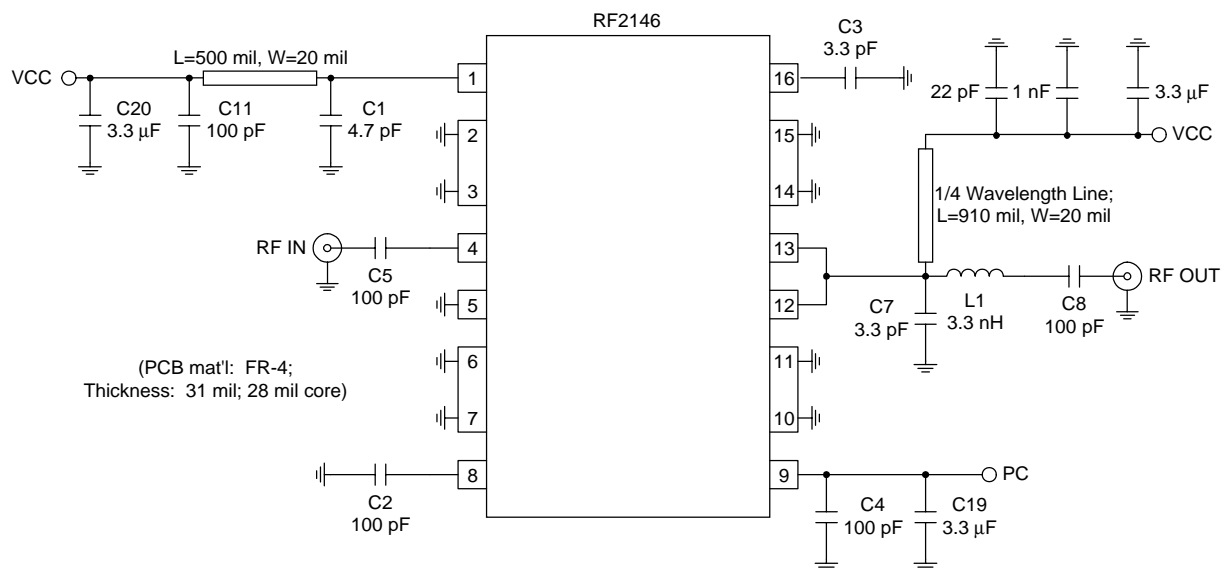 RF2146
VCC
L=500 mil, W=20 mil
C20
3.3 μF
C11
100 pF
C1
4.7 pF
1
2
3
RF IN
C5
100 pF
4
5
(PCB mat'l: FR-4;
Thickness: 31 mil; 28 mil core)
6
7
C2
100 pF
8
16
C3
3.3 pF
15
14
22 pF
1 nF
3.3 μF
VCC
1/4 Wavelength Line;
L=910 mil, W=20 mil
13
12
C7
3.3 pF
L1
3.3 nH
C8
100 pF
RF OUT
11
10
9
C4
100 pF
C19
3.3 μF
PC